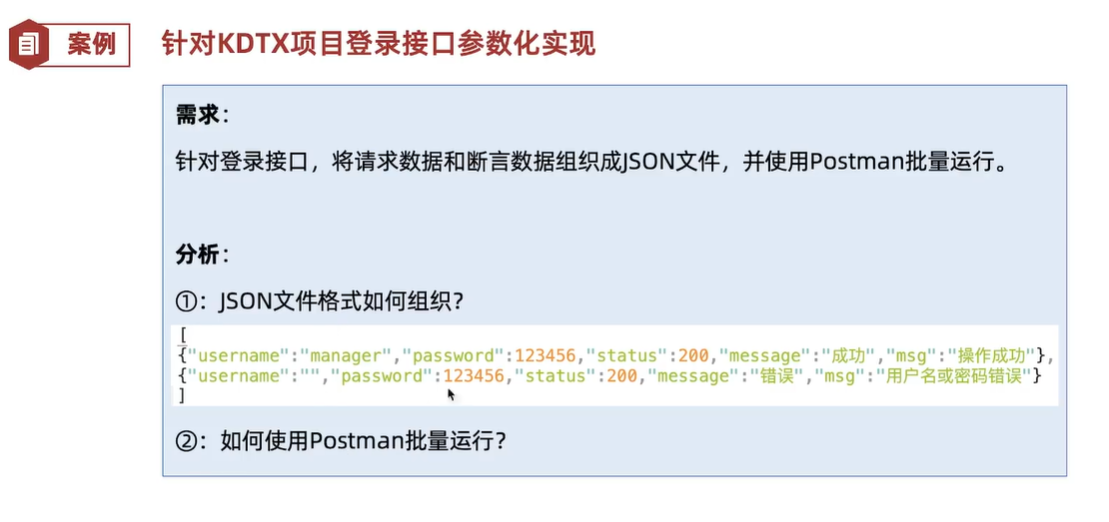 案例 针对KDTX项目登录接口参数化实现
需求：
针对登录接口，将请求数据和断言数据组织成JSON文件，并使用Postman批量运行。
分析：
①：JSON文件格式如何组织？
[
{"username":"manager","password":123456,"status":200,"message":"成功","msg":"操作成功"},
{"username":"","password":123456,"status":200,"message":"错误","msg":"用户名或密码错误"}
]
②：如何使用Postman批量运行？